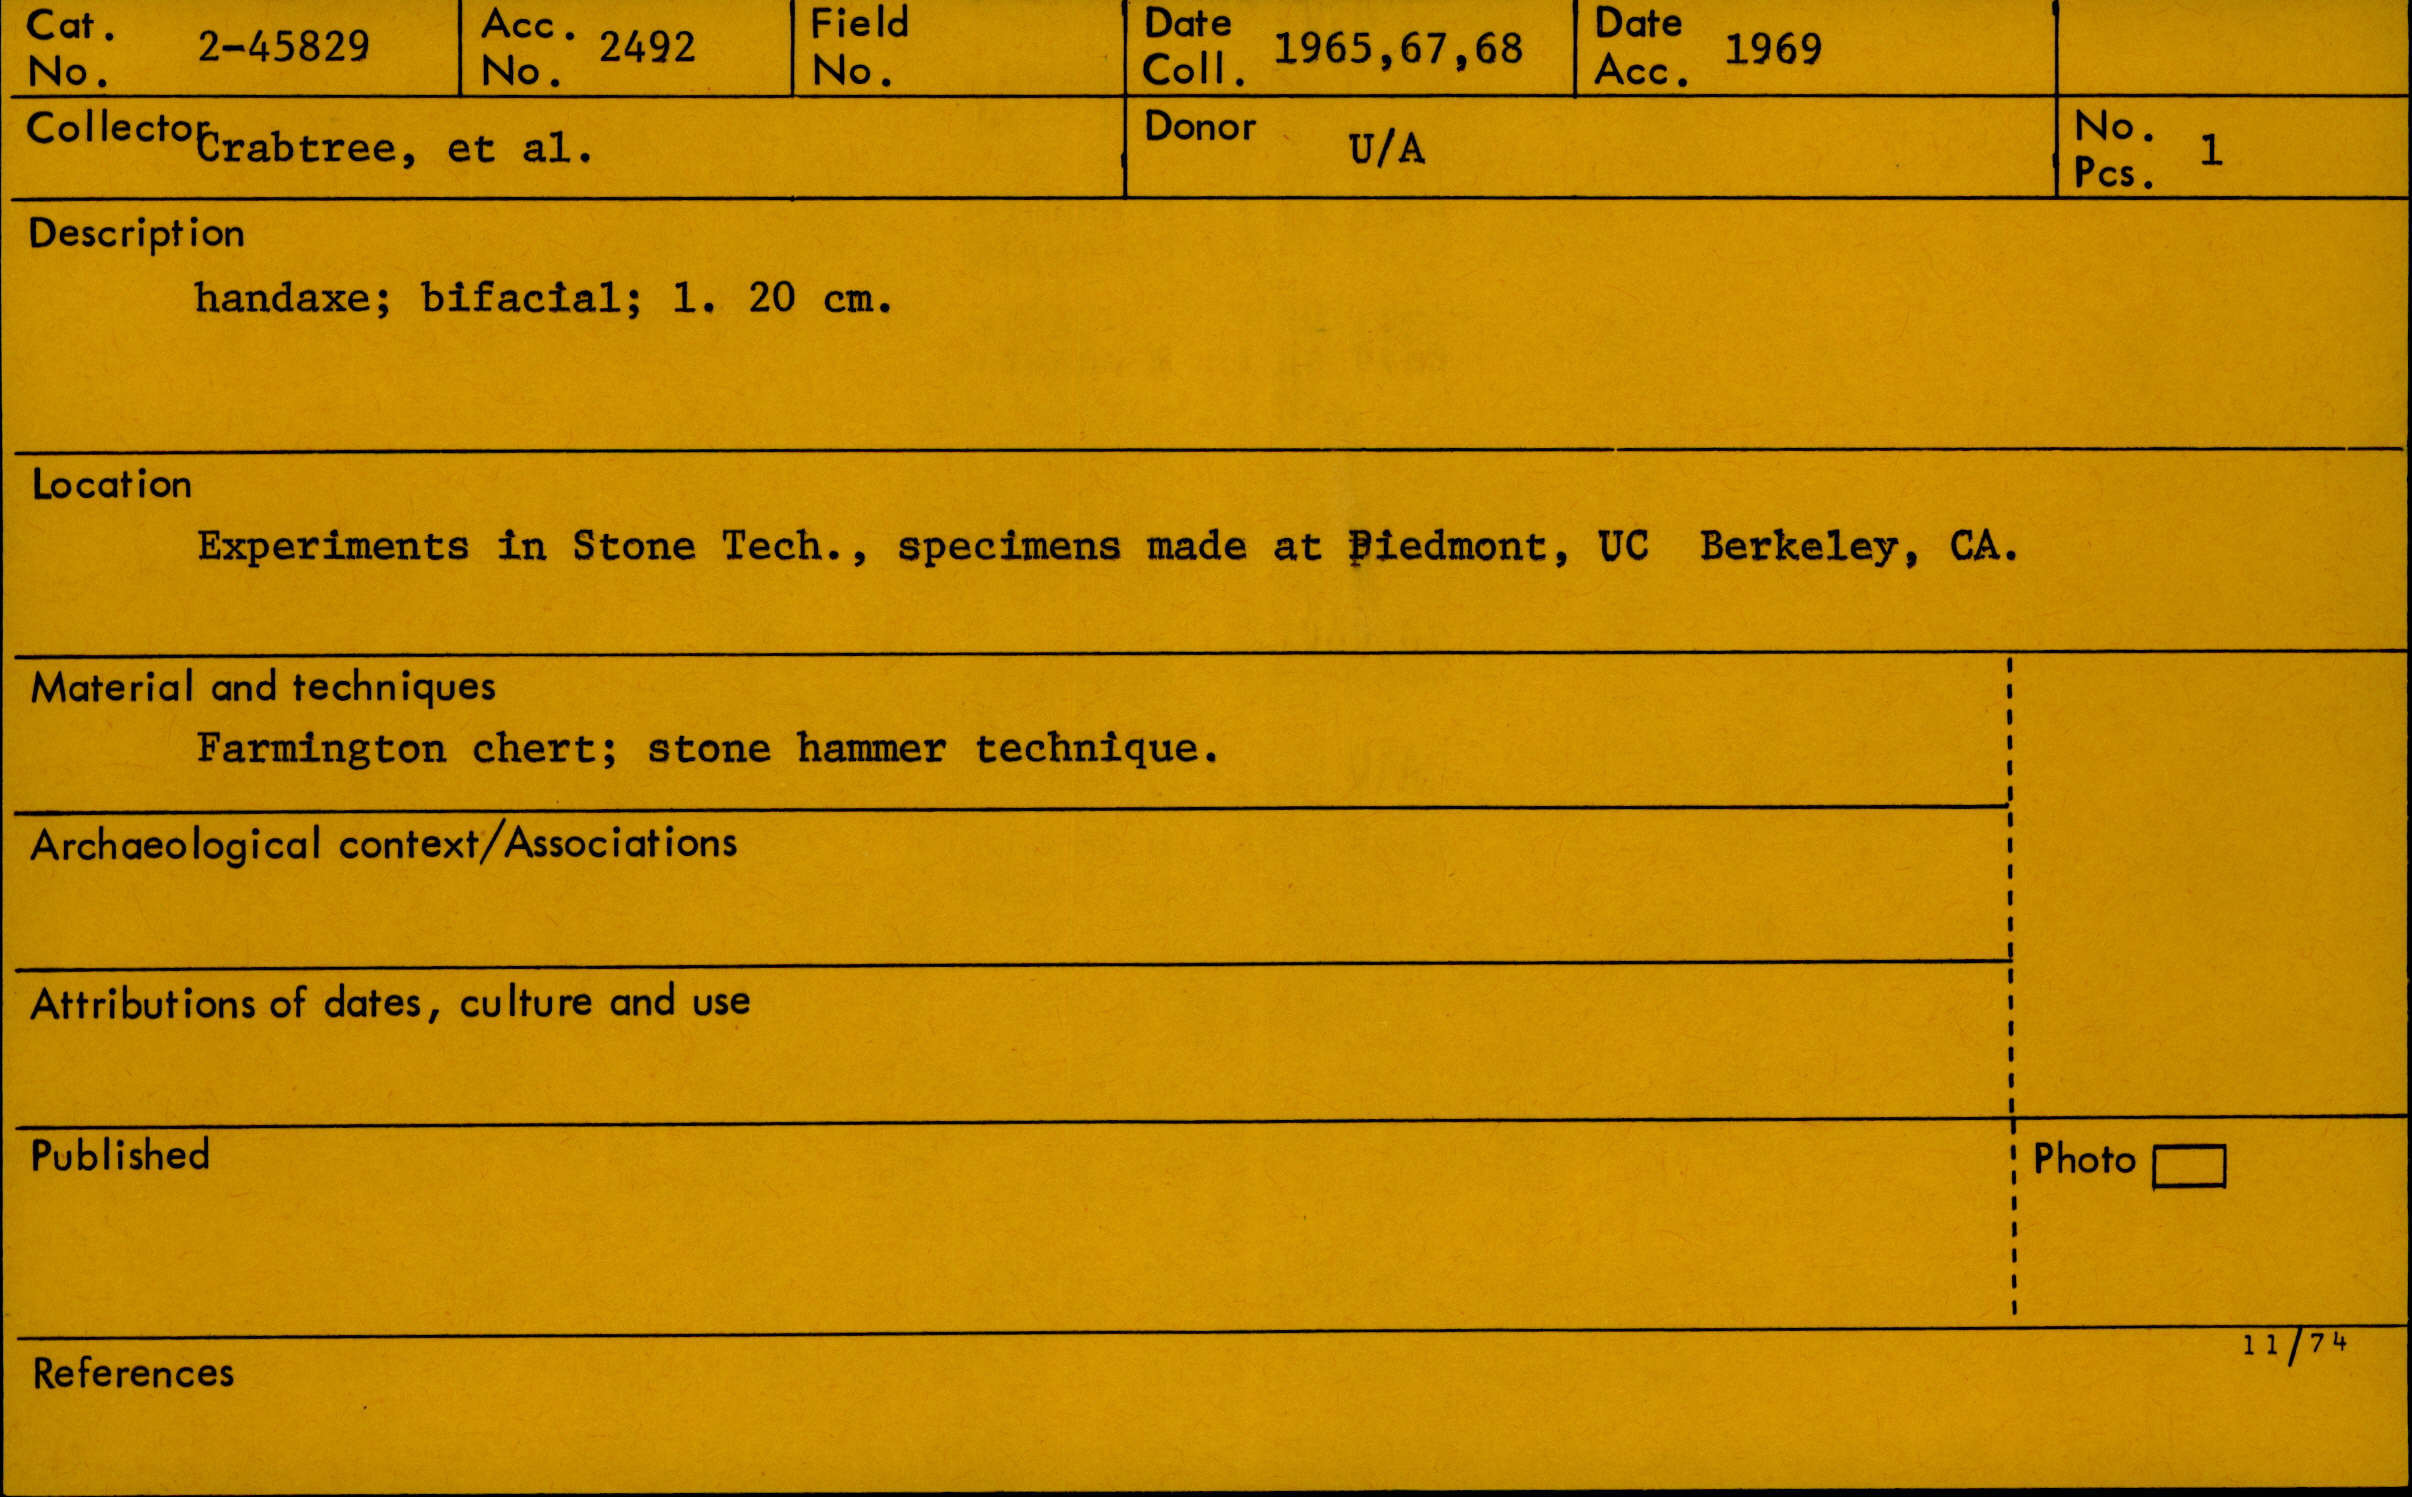 Cat. No. 2-45829 Acc. No. 2492 Field No. Date Coll. 1965,67,68 Date Acc. 1969
Collector Crabtree, et al. Donor U/A No. Pcs. 1
Description
handaxe; bifacial; l. 20 cm.
Location
Experiments in Stone Tech., specimens made at Piedmont, UC Berkeley, CA.
Material and techniques
Farmington chert; stone hammer technique.
Archaeological context/Associations
Attributions of dates, culture and use
Published Photo
11/74
References